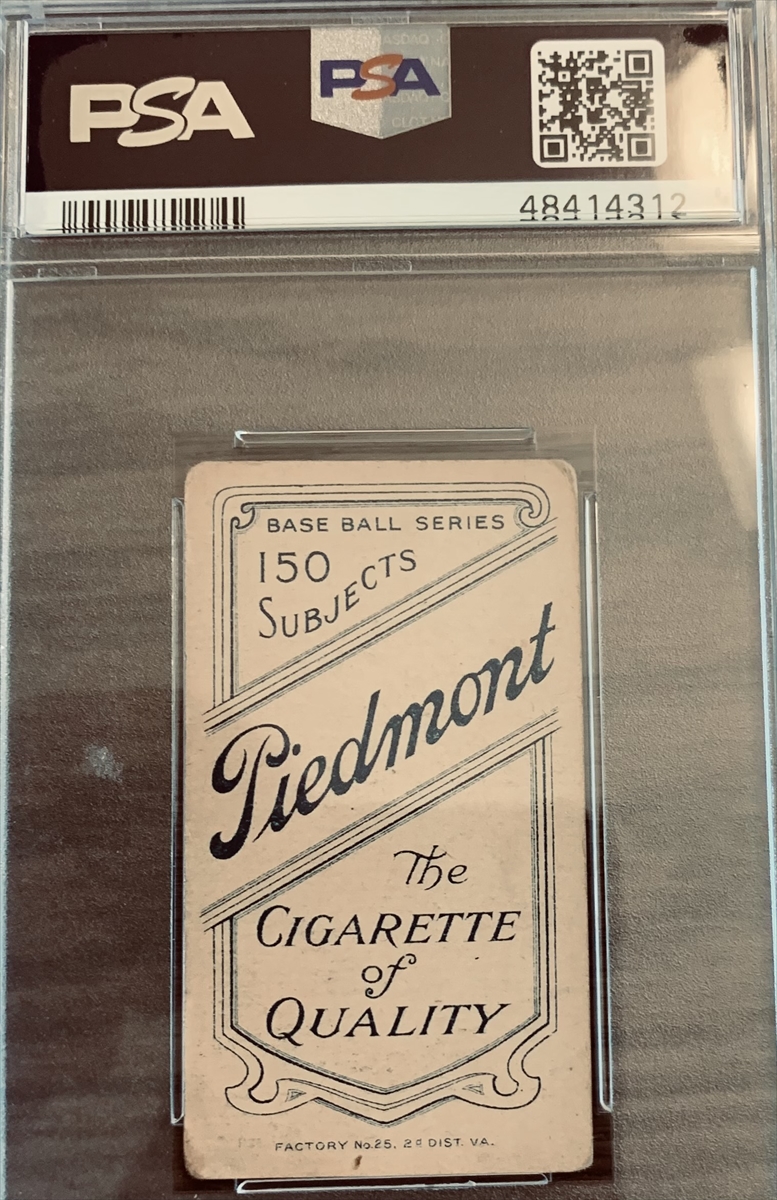 PSA
PSA
48414312
BASE BALL SERIES
150
SUBJECTS
Piedmont
The
CIGARETTE
of
QUALITY
FACTORY No.25, 2d DIST. VA.